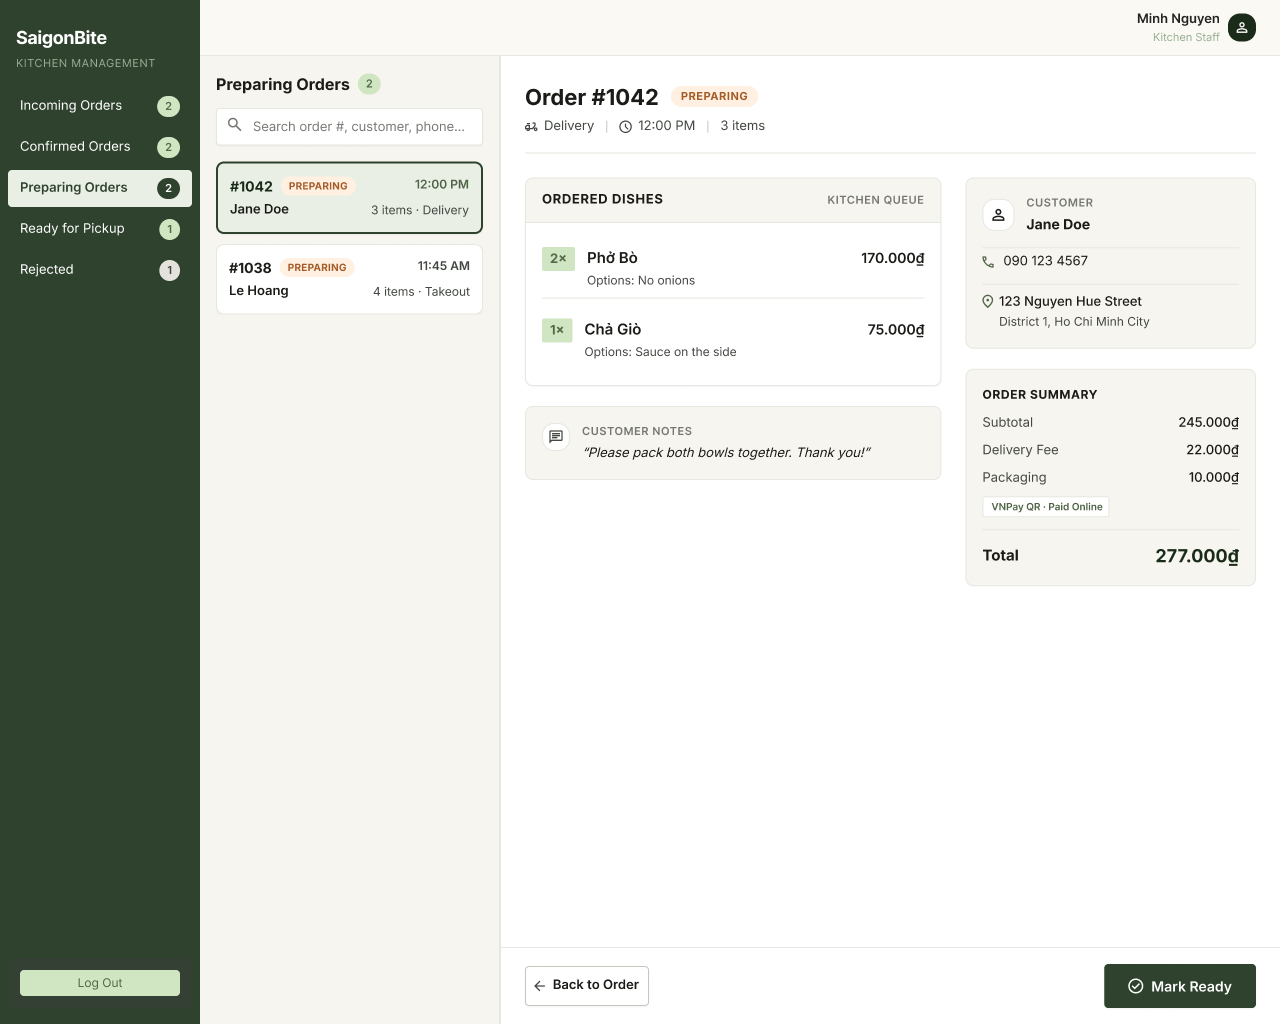 SaigonBite
KITCHEN MANAGEMENT
Incoming Orders 2
Confirmed Orders 2
Preparing Orders 2
Ready for Pickup 1
Rejected 1
Log Out
Minh Nguyen
Kitchen Staff
Preparing Orders 2
Search order #, customer, phone...
#1042 PREPARING 12:00 PM
Jane Doe 3 items · Delivery
#1038 PREPARING 11:45 AM
Le Hoang 4 items · Takeout
Order #1042 PREPARING
Delivery | 12:00 PM | 3 items
ORDERED DISHES KITCHEN QUEUE
2× Phở Bò 170.000₫
Options: No onions
1× Chả Giò 75.000₫
Options: Sauce on the side
CUSTOMER NOTES
“Please pack both bowls together. Thank you!”
CUSTOMER
Jane Doe
090 123 4567
123 Nguyen Hue Street
District 1, Ho Chi Minh City
ORDER SUMMARY
Subtotal 245.000₫
Delivery Fee 22.000₫
Packaging 10.000₫
VNPay QR · Paid Online
Total 277.000₫
Back to Order
Mark Ready